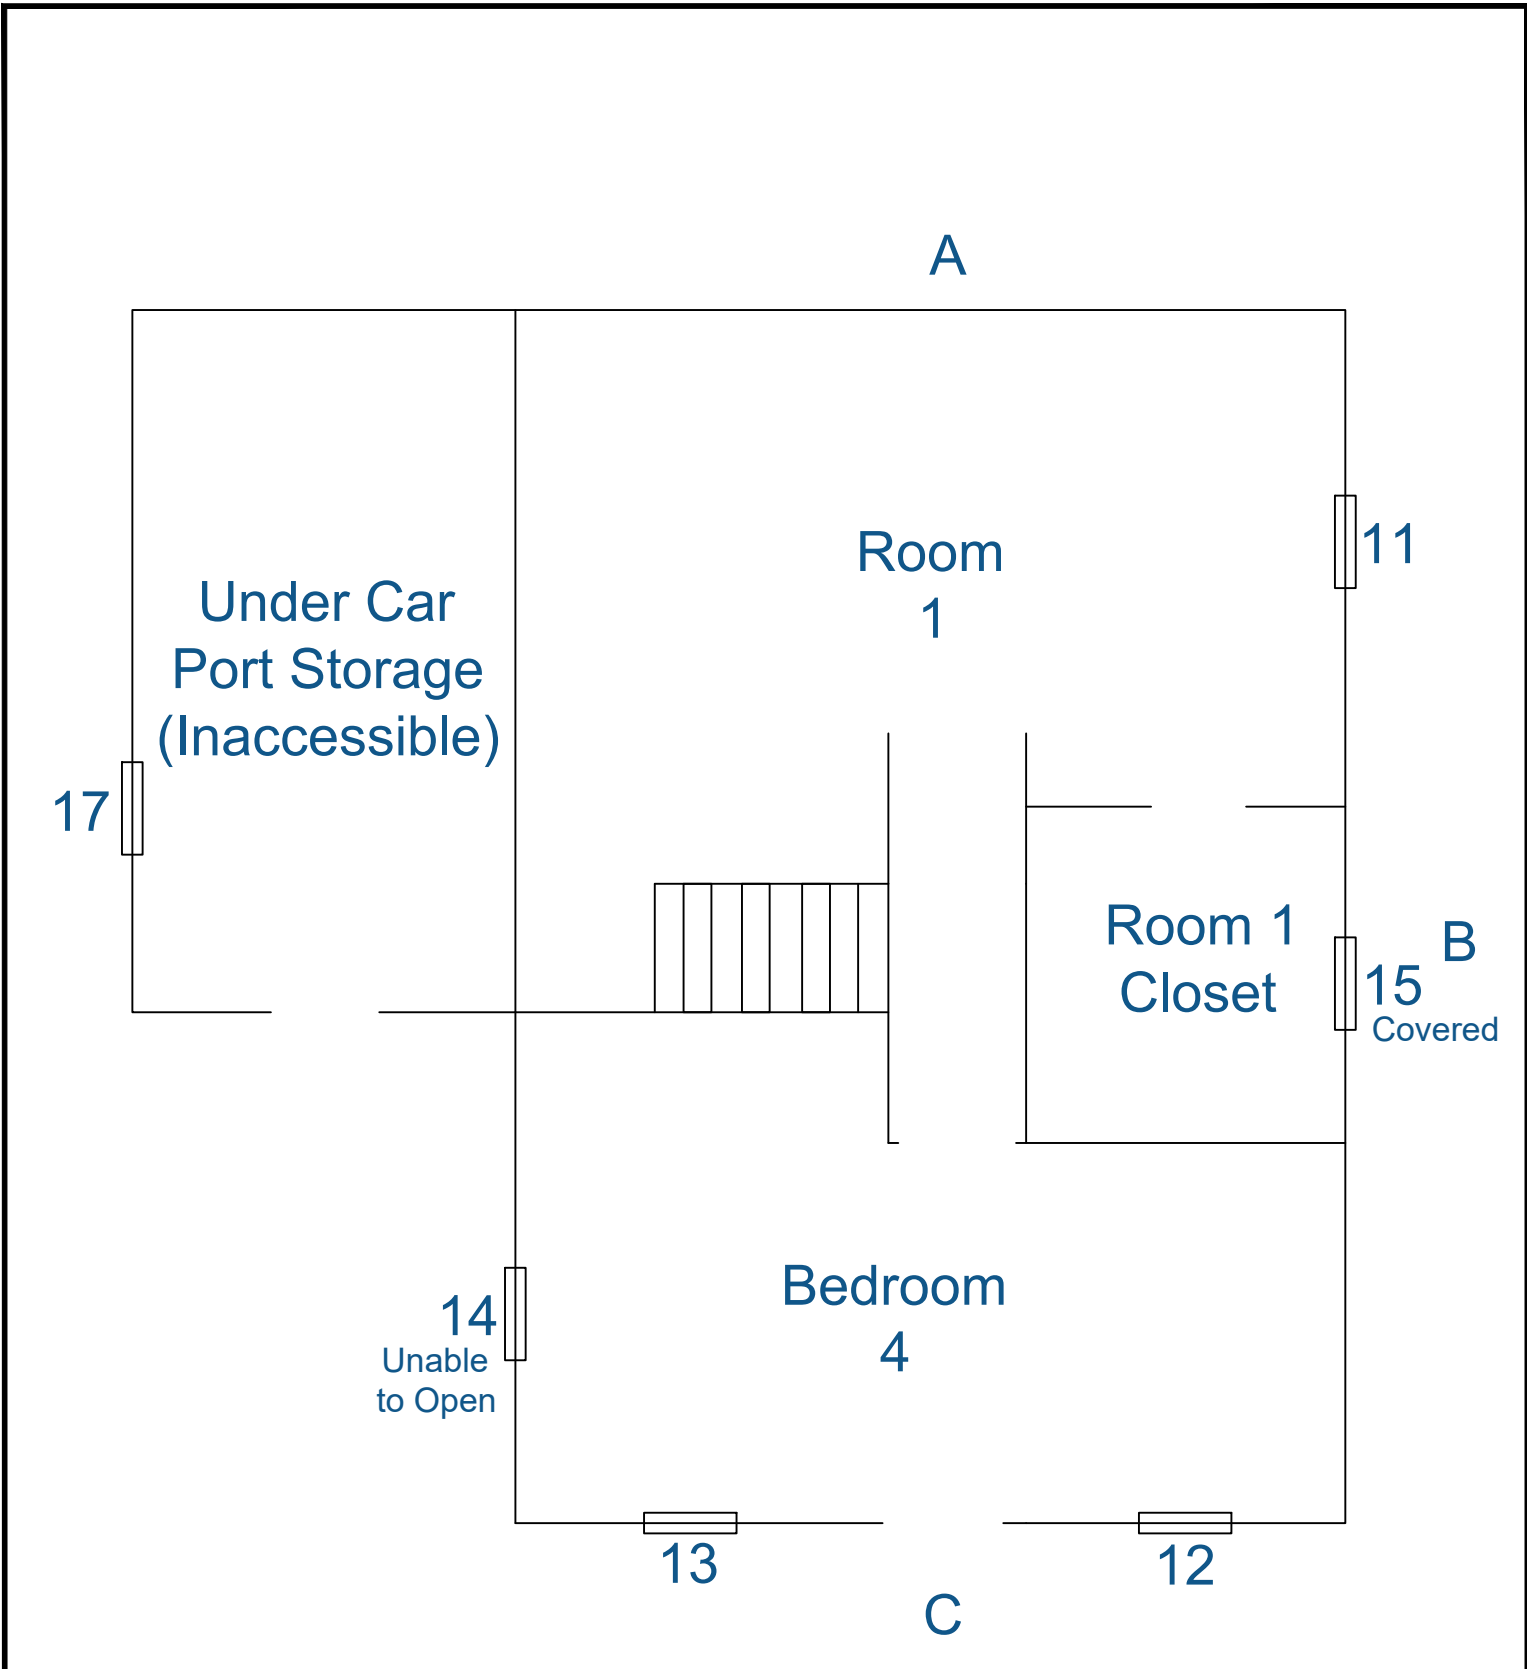 A
Room
1
11
Under Car
Port Storage
(Inaccessible)
17
Room 1
Closet
B
15
Covered
Bedroom
4
14
Unable
to Open
13
12
C